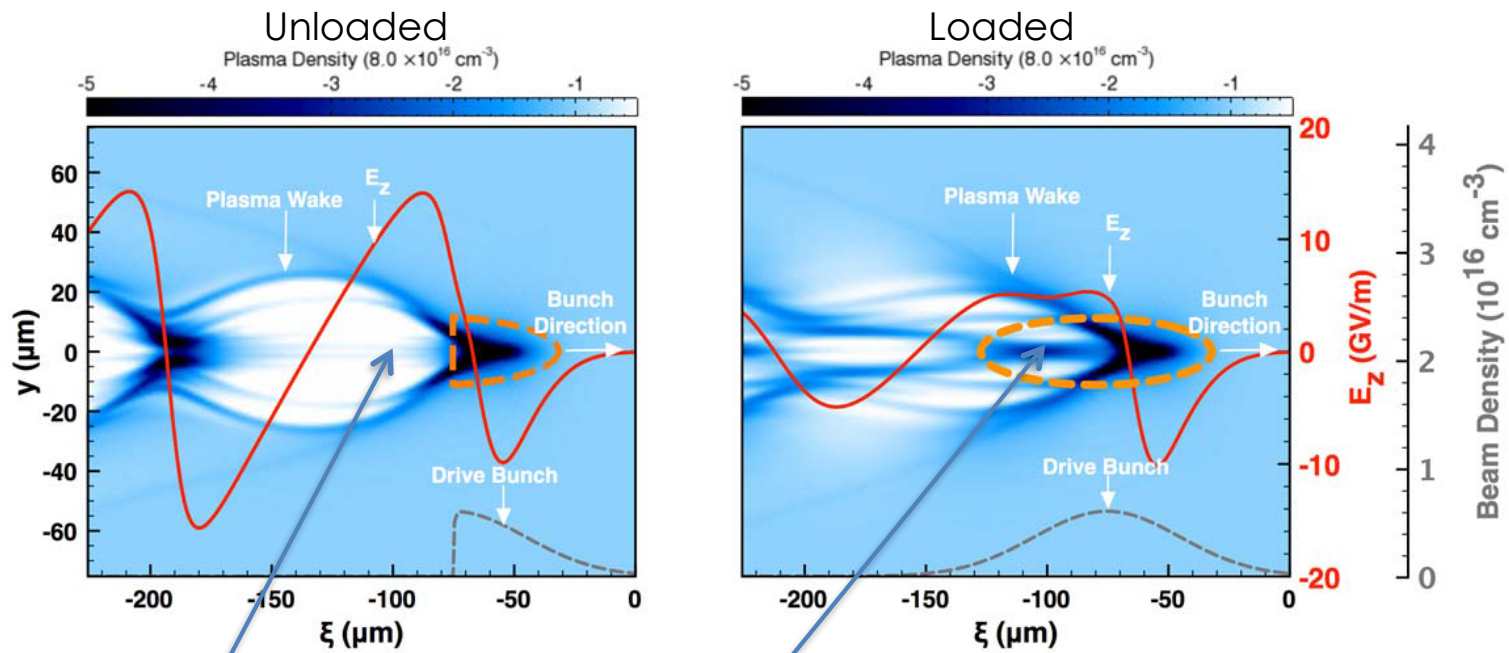 Unloaded
Plasma Density (8.0 ×10¹⁶ cm⁻³)
-5 -4 -3 -2 -1
60
40
20
0
-20
-40
-60
y (μm)
Plasma Wake
E_z
Bunch
Direction
Drive Bunch
-200 -150 -100 -50 0
ξ (μm)
Loaded
Plasma Density (8.0 ×10¹⁶ cm⁻³)
-5 -4 -3 -2 -1
Plasma Wake
E_z
Bunch
Direction
Drive Bunch
-200 -150 -100 -50 0
ξ (μm)
20
10
0
-10
-20
E_z (GV/m)
4
3
2
1
0
Beam Density (10¹⁶ cm⁻³)